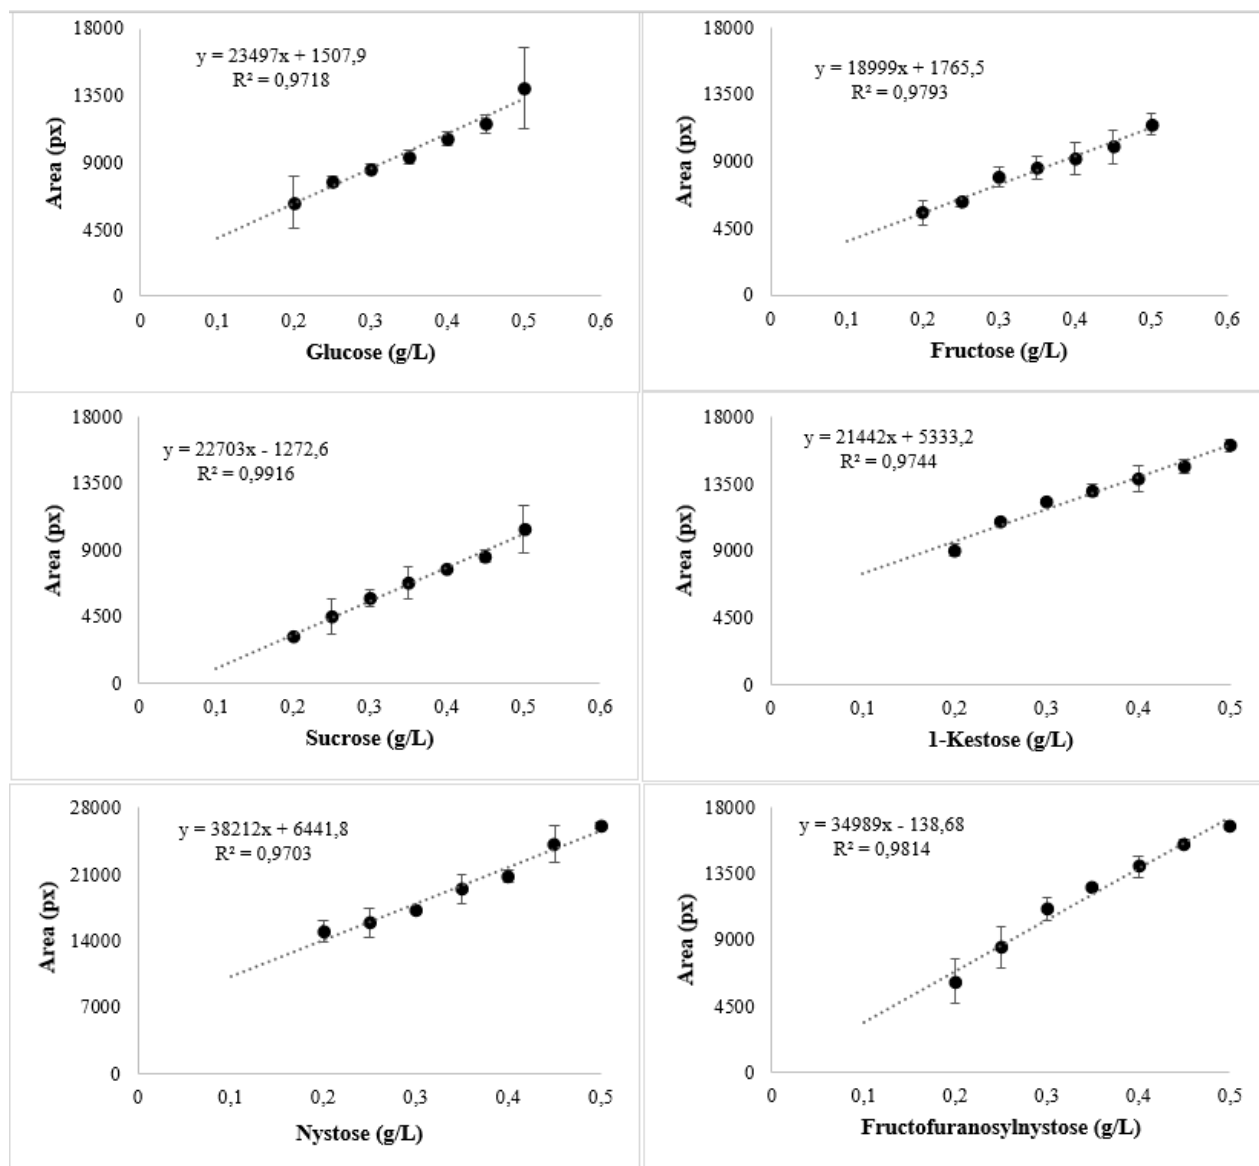 18000
13500
9000
4500
0
Area (px)
y = 23497x + 1507,9
R² = 0,9718
0 0,1 0,2 0,3 0,4 0,5 0,6
Glucose (g/L)
18000
13500
9000
4500
0
Area (px)
y = 18999x + 1765,5
R² = 0,9793
0 0,1 0,2 0,3 0,4 0,5 0,6
Fructose (g/L)
18000
13500
9000
4500
0
Area (px)
y = 22703x - 1272,6
R² = 0,9916
0 0,1 0,2 0,3 0,4 0,5 0,6
Sucrose (g/L)
18000
13500
9000
4500
0
Area (px)
y = 21442x + 5333,2
R² = 0,9744
0 0,1 0,2 0,3 0,4 0,5
1-Kestose (g/L)
28000
21000
14000
7000
0
Area (px)
y = 38212x + 6441,8
R² = 0,9703
0 0,1 0,2 0,3 0,4 0,5
Nystose (g/L)
18000
13500
9000
4500
0
Area (px)
y = 34989x - 138,68
R² = 0,9814
0 0,1 0,2 0,3 0,4 0,5
Fructofuranosylnystose (g/L)